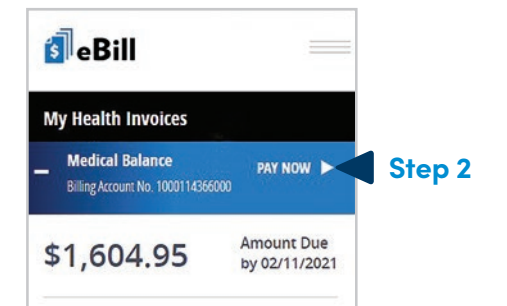 $ eBill
My Health Invoices
Medical Balance
Billing Account No. 1000114366000
PAY NOW
Step 2
$1,604.95
Amount Due
by 02/11/2021